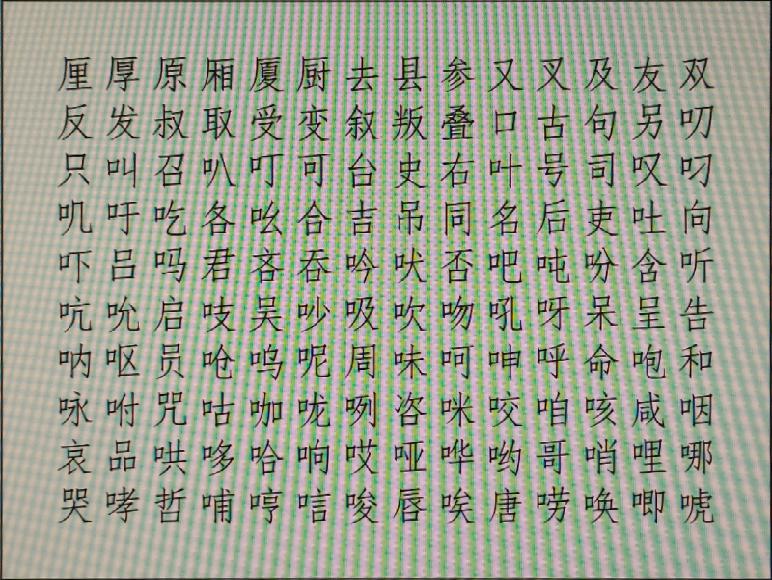 厘厚原厢厦厨去县参又叉及友双
反发叔取受变叙叛叠口古句另叨
只叫召叭叮可台史右叶号司叹叼
叽吁吃各吆合吉吊同名后吏吐向
吓吕吗君吝吞吟吠否吧吨吩含听
吭吮启吱吴吵吸吹吻吼呀呆呈告
呐呕员呛呜呢周味呵呻呼命咆和
咏咐咒咕咖咙咧咨咪咬咱咳咸咽
哀品哄哆哈响哎哑哗哟哥哨哩哪
哭哮哲哺哼唁唆唇唉唐唠唤唧唬